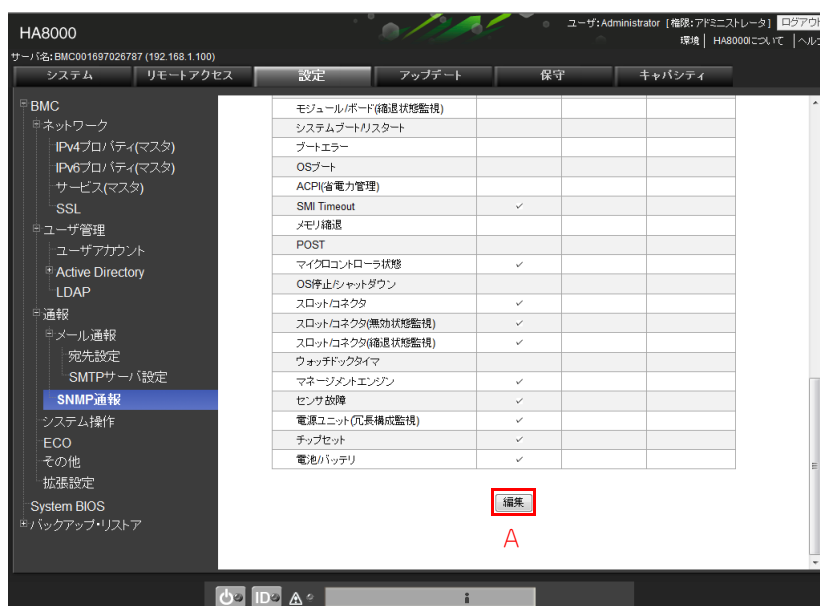 HA8000
ユーザ:Administrator [権限:アドミニストレータ] ログアウ
環境 | HA8000について | ヘル
サーバ名:BMC001697026787 (192.168.1.100)
システム リモートアクセス 設定 アップデート 保守 キャパシティ
BMC
ネットワーク
IPv4プロパティ(マスタ)
IPv6プロパティ(マスタ)
サービス(マスタ)
SSL
ユーザ管理
ユーザアカウント
Active Directory
LDAP
通報
メール通報
宛先設定
SMTPサーバ設定
SNMP通報
システム操作
ECO
その他
拡張設定
System BIOS
バックアップ・リストア
モジュール/ボード(縮退状態監視)
システムブート/リスタート
ブートエラー
OSブート
ACPI(省電力管理)
SMI Timeout ✓
メモリ縮退
POST
マイクロコントローラ状態 ✓
OS停止/シャットダウン
スロット/コネクタ ✓
スロット/コネクタ(無効状態監視) ✓
スロット/コネクタ(縮退状態監視) ✓
ウォッチドックタイマ
マネージメントエンジン ✓
センサ故障 ✓
電源ユニット(冗長構成監視) ✓
チップセット ✓
電池/バッテリ ✓
編集
A
ID